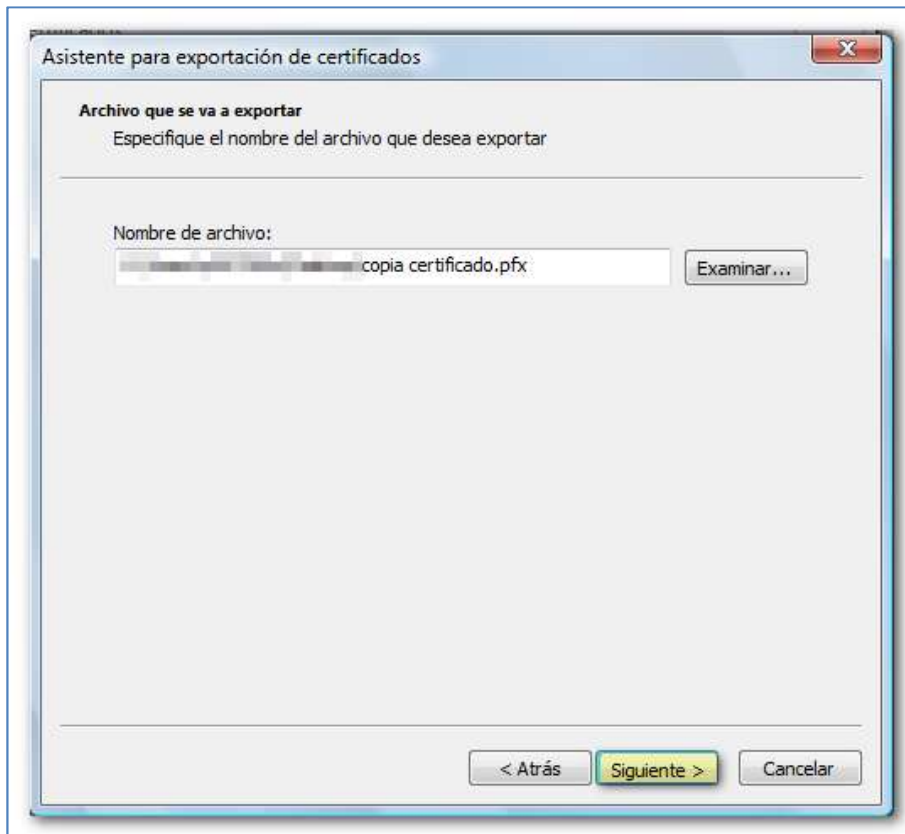 Asistente para exportación de certificados
Archivo que se va a exportar
Especifique el nombre del archivo que desea exportar
Nombre de archivo:
copia certificado.pfx
Examinar...
< Atrás
Siguiente >
Cancelar